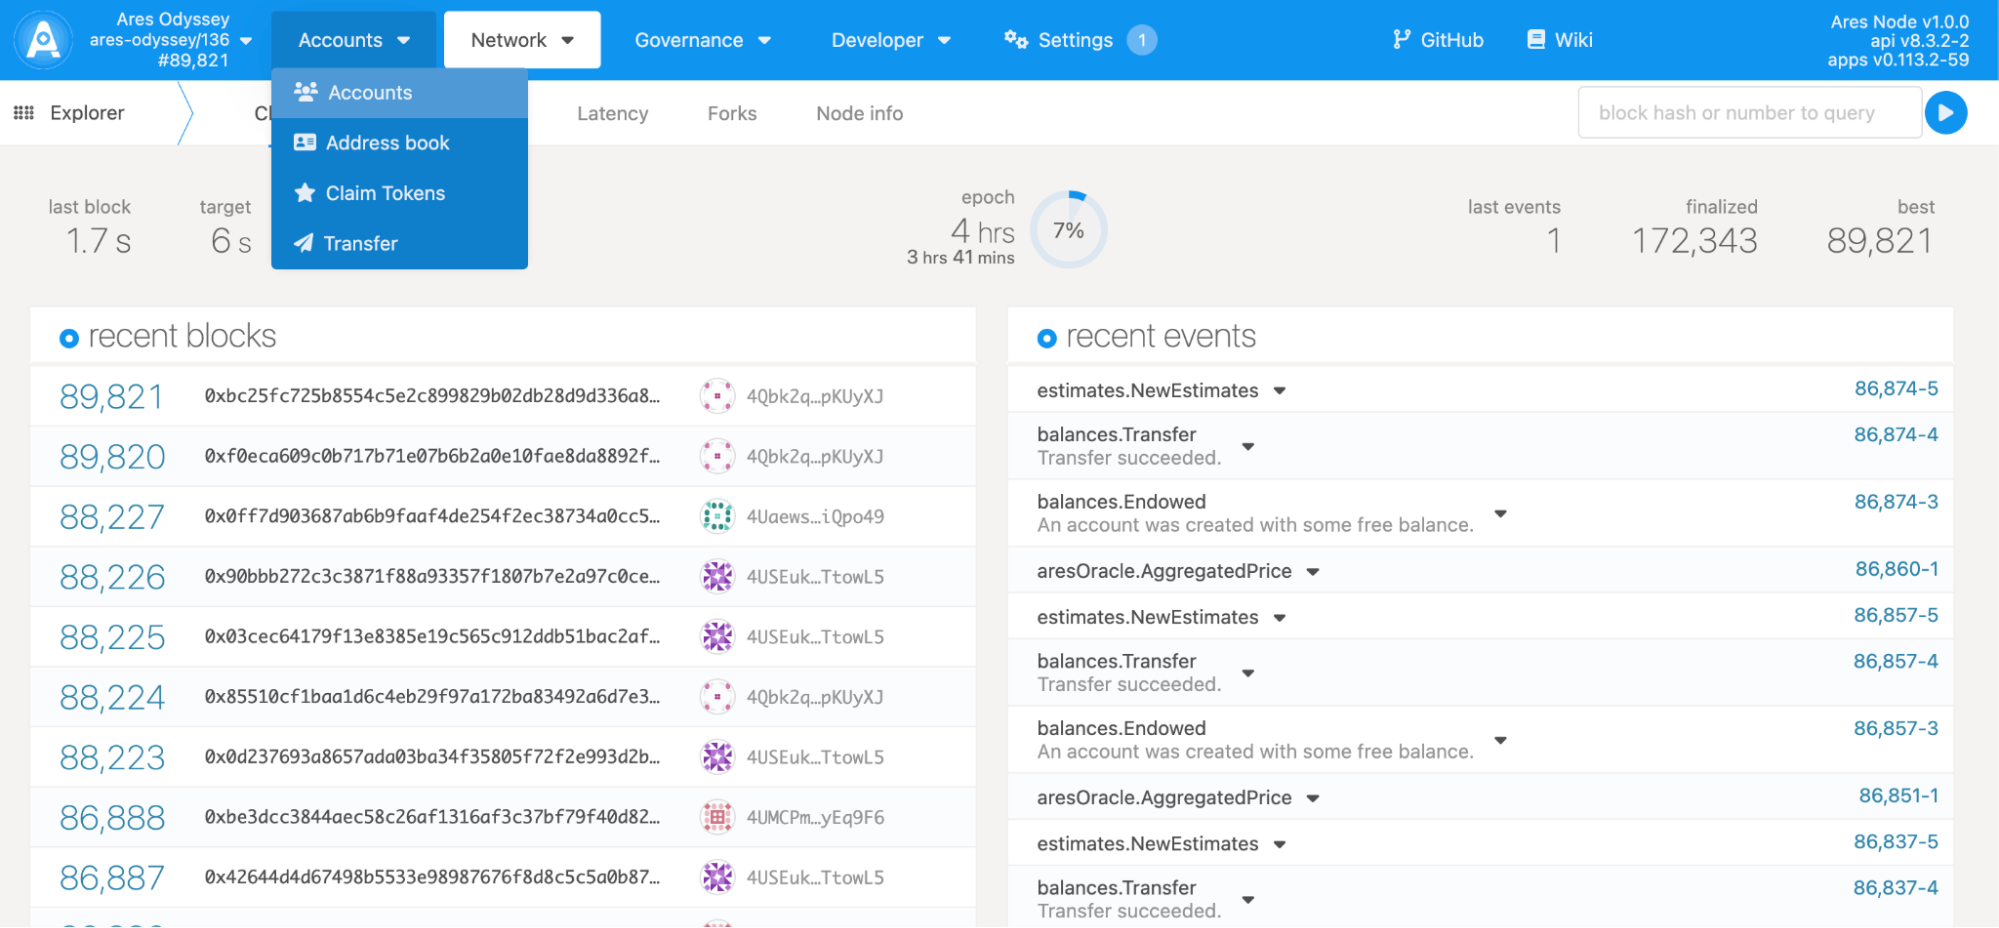 Ares Odyssey
ares-odyssey/136
#89,821
Accounts
Network
Governance
Developer
Settings
1
GitHub
Wiki
Ares Node v1.0.0
api v8.3.2-2
apps v0.113.2-59
Explorer
Accounts
Address book
Claim Tokens
Transfer
Latency
Forks
Node info
block hash or number to query
last block
1.7 s
target
6 s
epoch
4 hrs
3 hrs 41 mins
7%
last events
1
finalized
172,343
best
89,821
recent blocks
89,821 0xbc25fc725b8554c5e2c899829b02db28d9d336a8… 4Qbk2q…pKUyXJ
89,820 0xf0eca609c0b717b71e07b6b2a0e10fae8da8892f… 4Qbk2q…pKUyXJ
88,227 0x0ff7d903687ab6b9faaf4de254f2ec38734a0cc5… 4Uaews…iQpo49
88,226 0x90bbb272c3c3871f88a93357f1807b7e2a97c0ce… 4USEuk…TtowL5
88,225 0x03cec64179f13e8385e19c565c912ddb51bac2af… 4USEuk…TtowL5
88,224 0x85510cf1baa1d6c4eb29f97a172ba83492a6d7e3… 4Qbk2q…pKUyXJ
88,223 0x0d237693a8657ada03ba34f35805f72f2e993d2b… 4USEuk…TtowL5
86,888 0xbe3dcc3844aec58c26af1316af3c37bf79f40d82… 4UMCPm…yEq9F6
86,887 0x42644d4d67498b5533e98987676f8d8c5c5a0b87… 4USEuk…TtowL5
recent events
estimates.NewEstimates 86,874-5
balances.Transfer 86,874-4
Transfer succeeded.
balances.Endowed 86,874-3
An account was created with some free balance.
aresOracle.AggregatedPrice 86,860-1
estimates.NewEstimates 86,857-5
balances.Transfer 86,857-4
Transfer succeeded.
balances.Endowed 86,857-3
An account was created with some free balance.
aresOracle.AggregatedPrice 86,851-1
estimates.NewEstimates 86,837-5
balances.Transfer 86,837-4
Transfer succeeded.